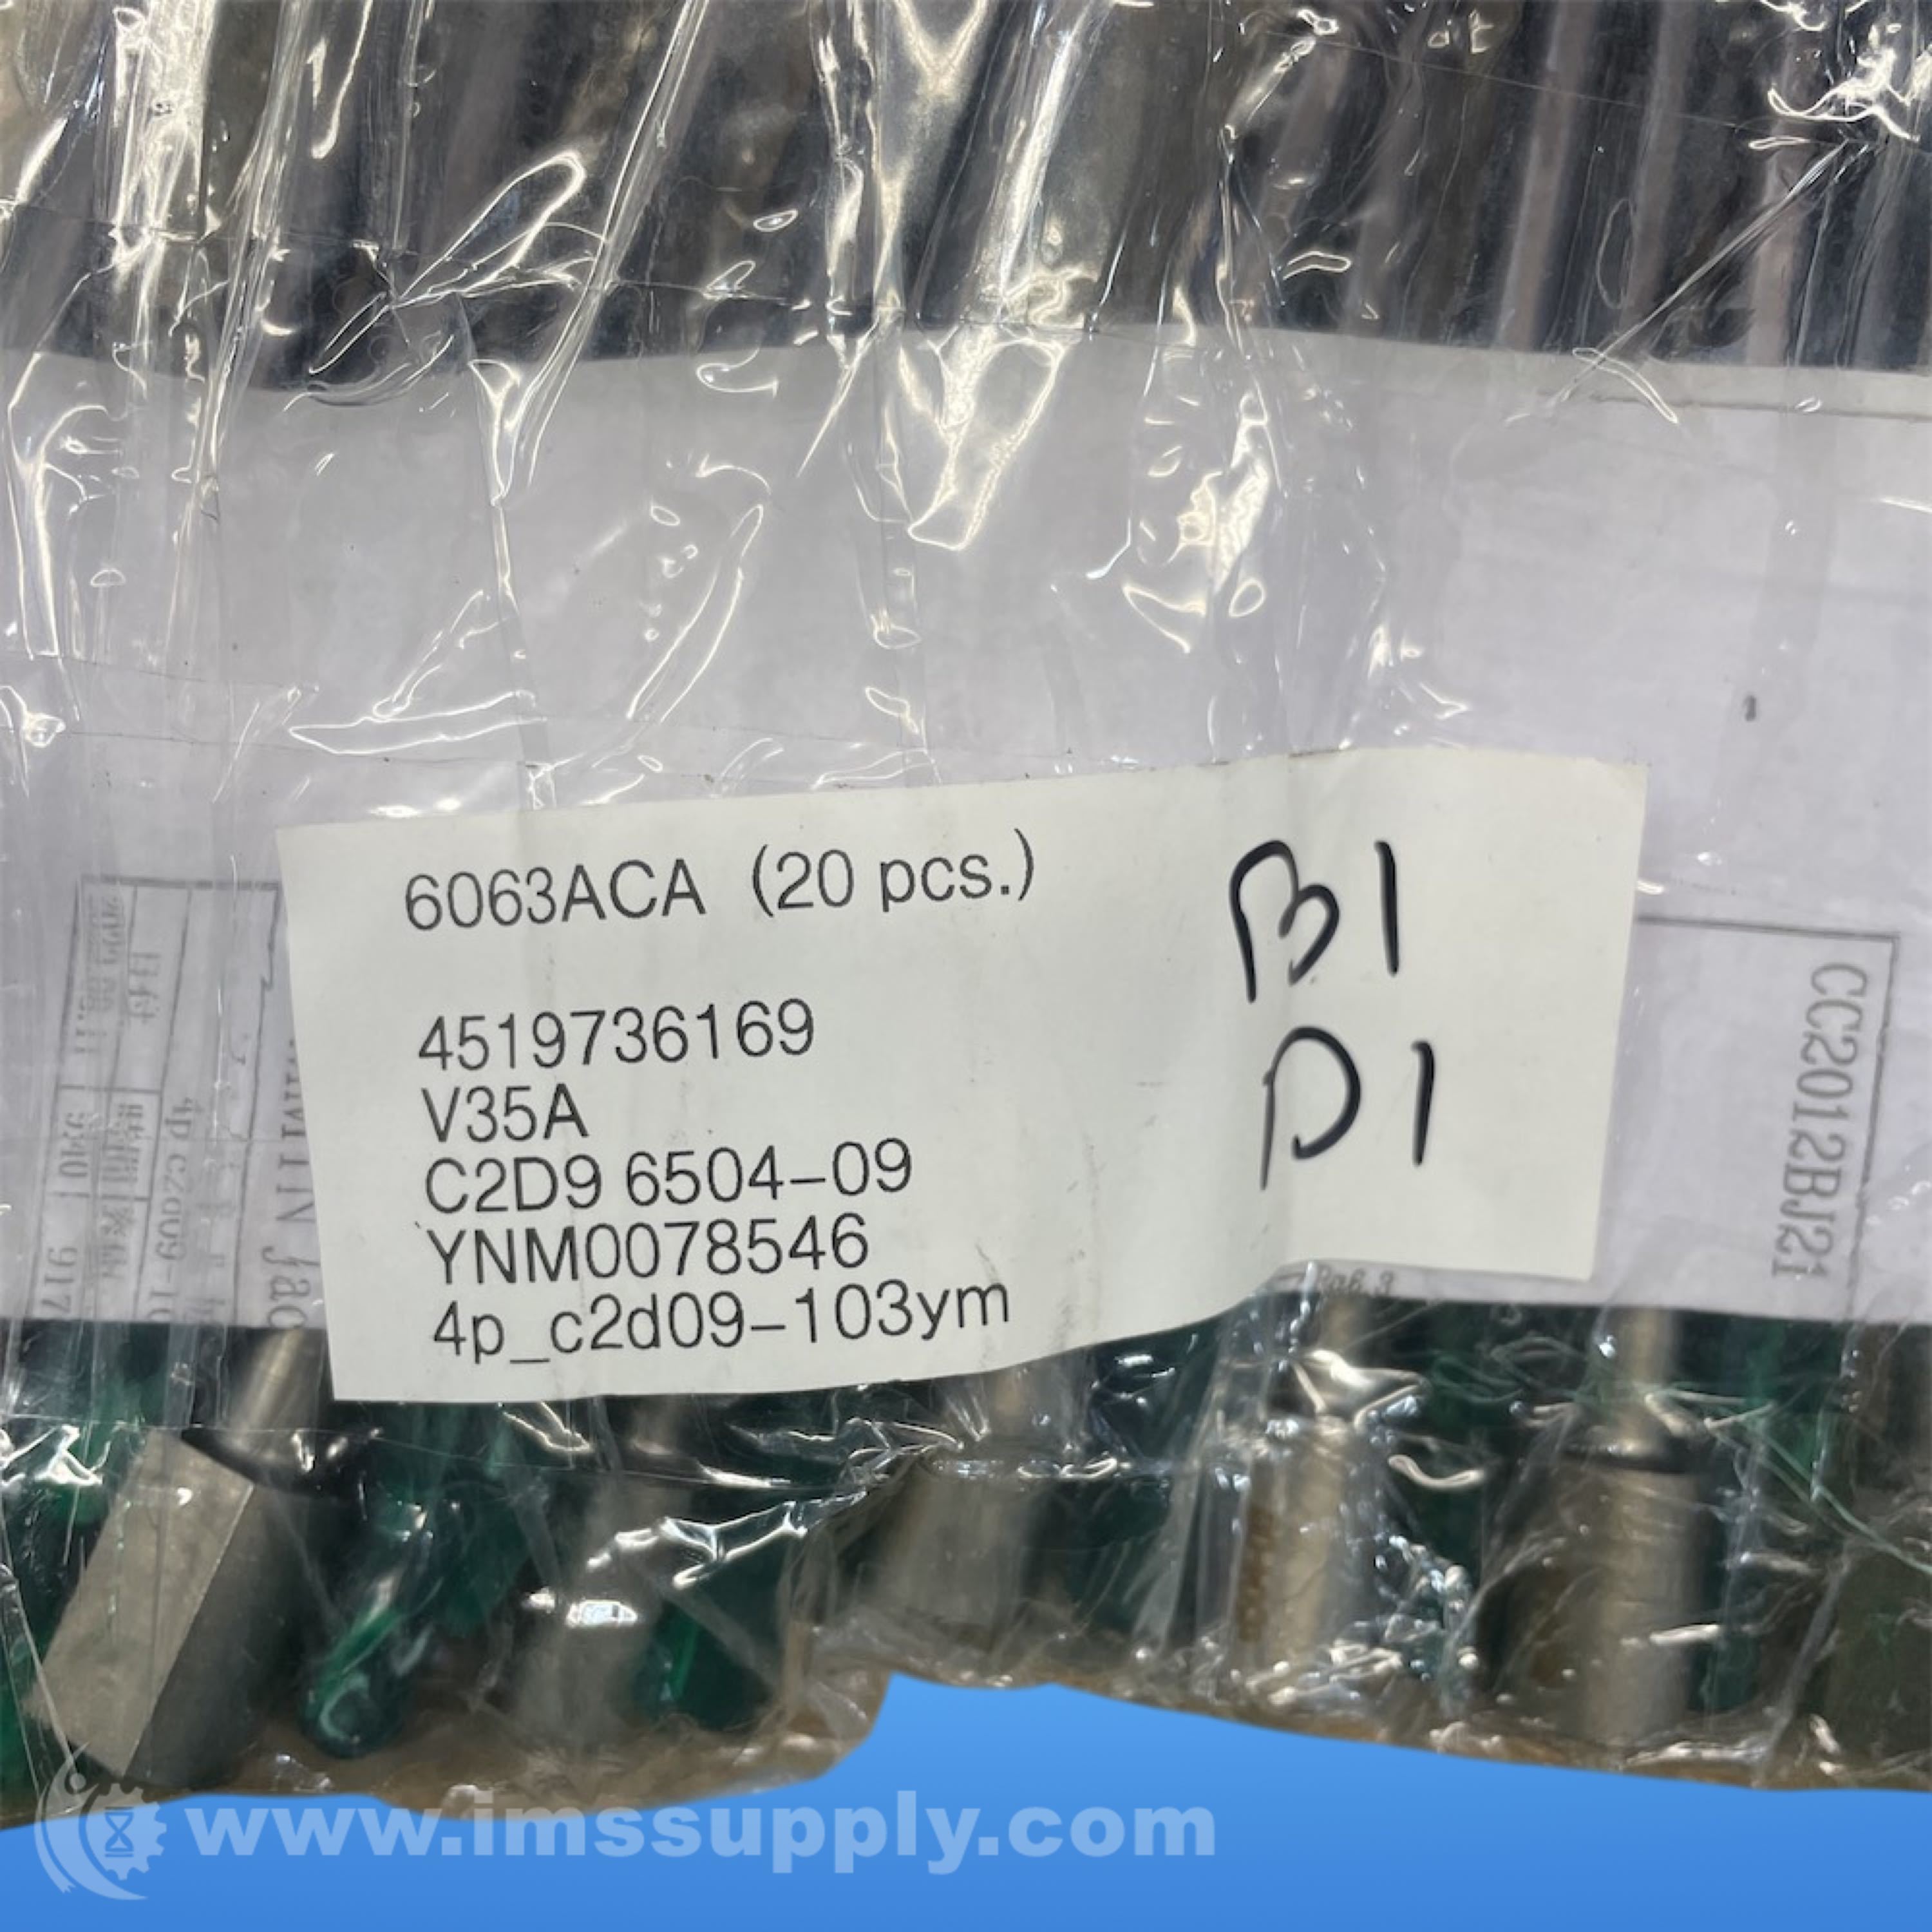 6063ACA (20 pcs.)
B1
D1
4519736169
V35A
C2D9 6504-09
YNM0078546
4p_c2d09-103ym
CC2012BJ21
www.imssupply.com